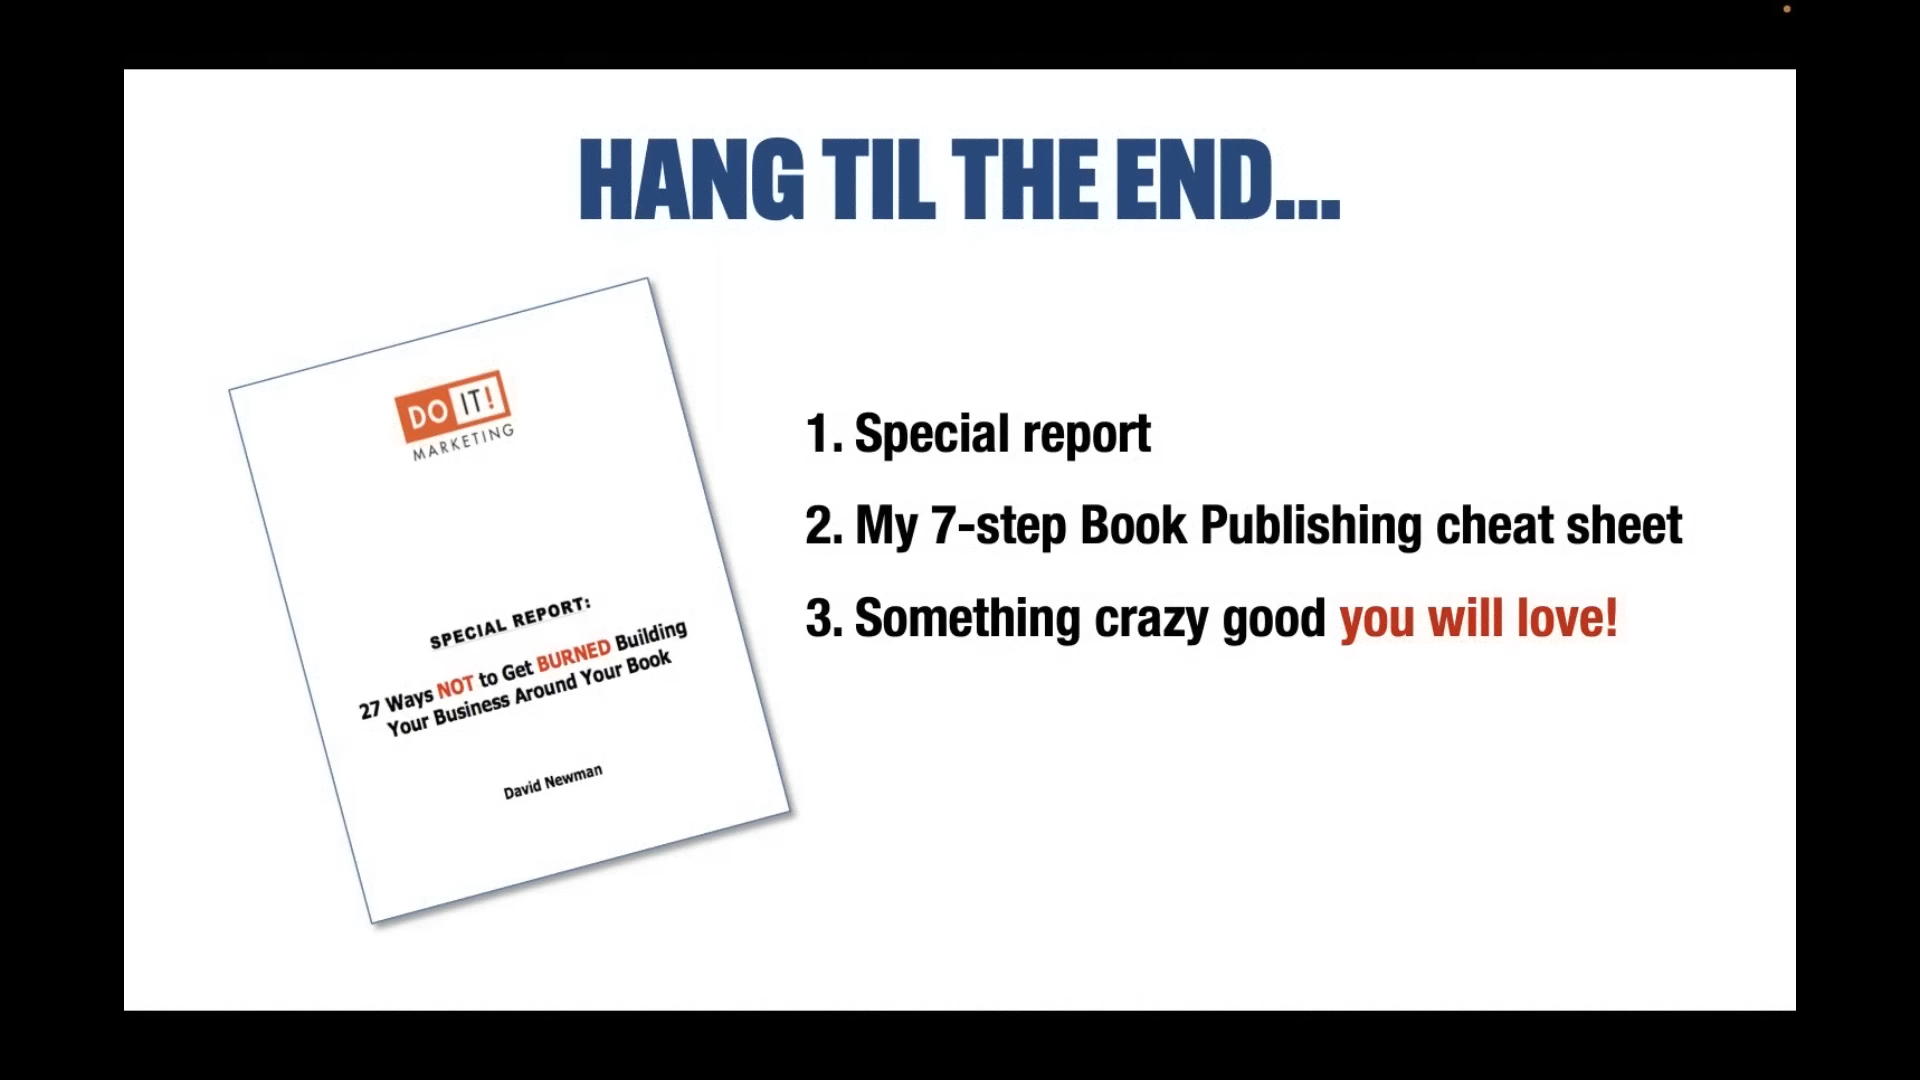 HANG TIL THE END...
DO IT!
MARKETING
SPECIAL REPORT:
27 Ways NOT to Get BURNED Building
Your Business Around Your Book
David Newman
1. Special report
2. My 7-step Book Publishing cheat sheet
3. Something crazy good you will love!